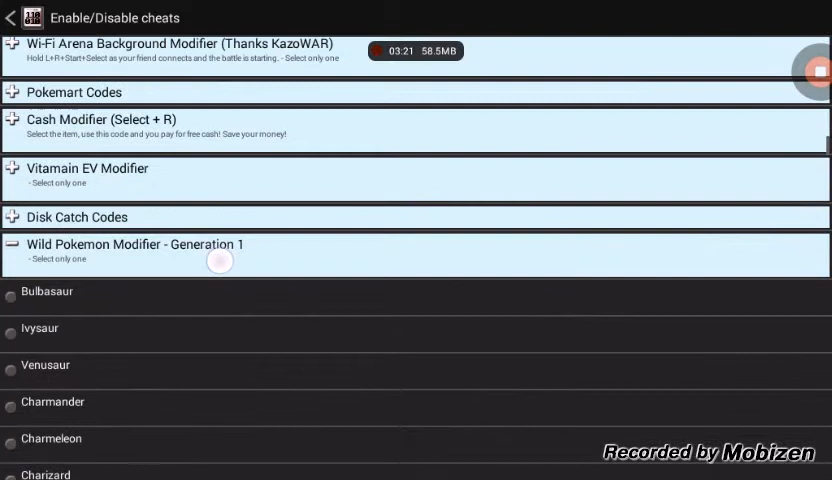 Enable/Disable cheats
Wi-Fi Arena Background Modifier (Thanks KazoWAR)
03:21 58.5MB
Hold L+R+Start+Select as your friend connects and the battle is starting. - Select only one
Pokemart Codes
Cash Modifier (Select + R)
Select the item, use this code and you pay for free cash! Save your money!
Vitamain EV Modifier
- Select only one
Disk Catch Codes
Wild Pokemon Modifier - Generation 1
- Select only one
Bulbasaur
Ivysaur
Venusaur
Charmander
Charmeleon
Recorded by Mobizen
Charizard